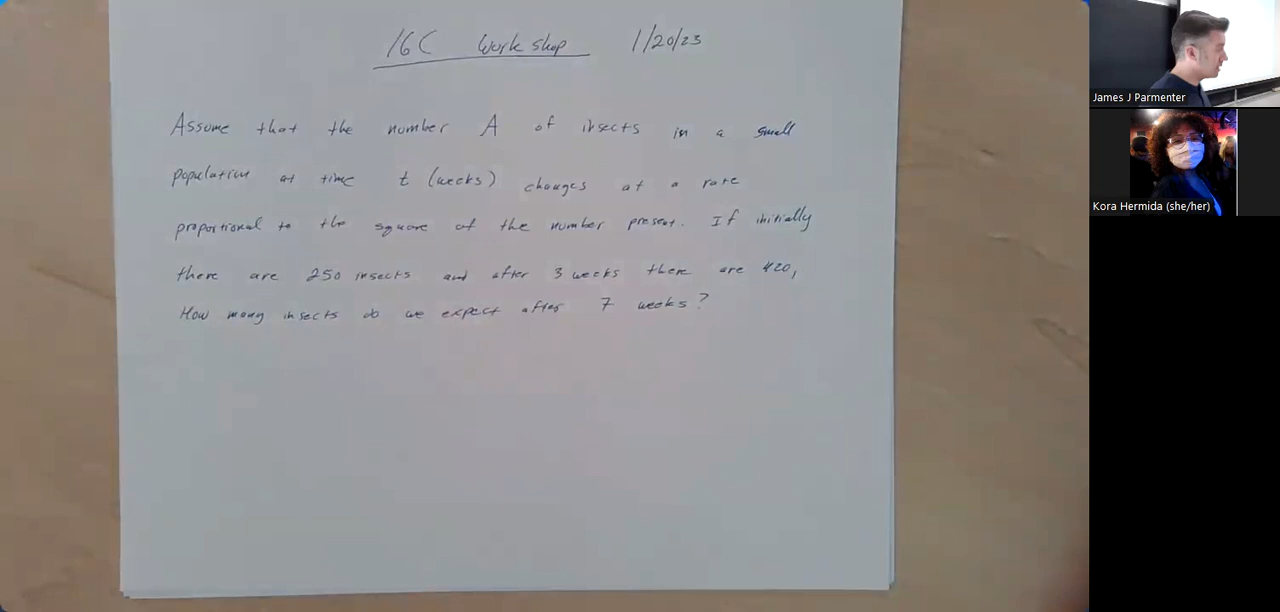 16C Workshop 1/20/23
Assume that the number A of insects in a small
population at time t (weeks) changes at a rate
proportional to the square of the number present. If initially
there are 250 insects and after 3 weeks there are 420,
How many insects do we expect after 7 weeks?
James J Parmenter
Kora Hermida (she/her)